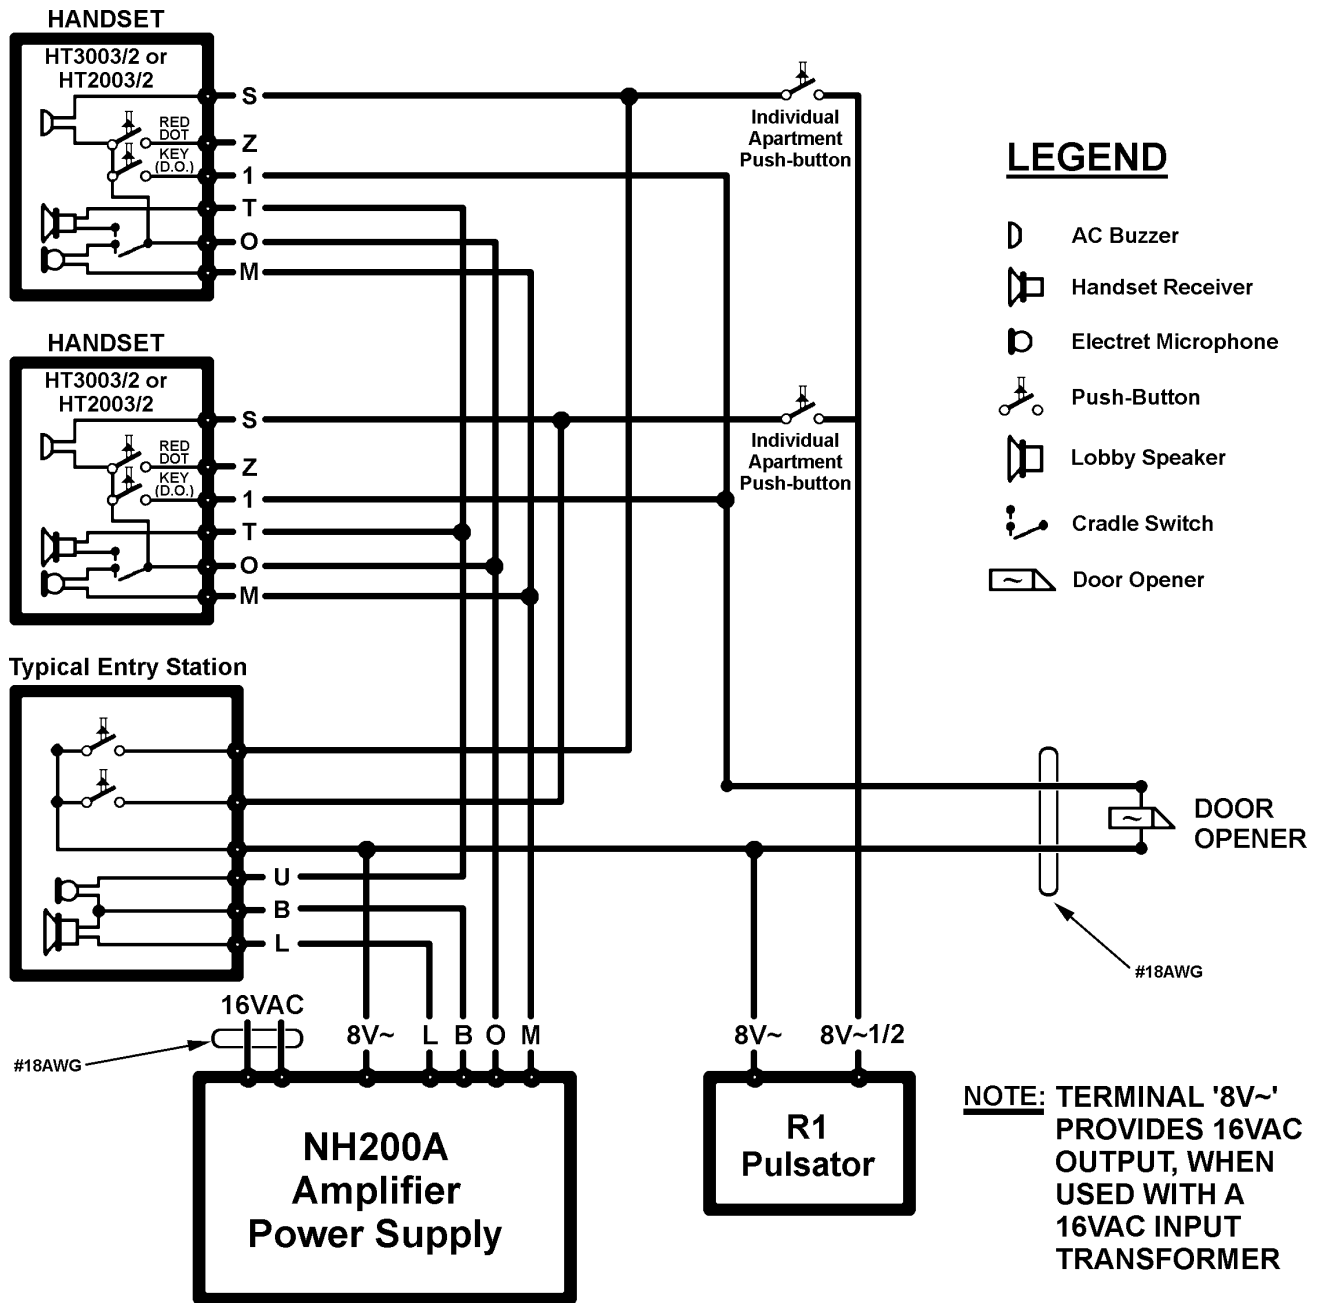 HANDSET
HT3003/2 or
HT2003/2
RED
DOT
KEY
(D.O.)
S
Z
1
T
O
M
Individual
Apartment
Push-button
HANDSET
HT3003/2 or
HT2003/2
RED
DOT
KEY
(D.O.)
S
Z
1
T
O
M
Individual
Apartment
Push-button
LEGEND
AC Buzzer
Handset Receiver
Electret Microphone
Push-Button
Lobby Speaker
Cradle Switch
~ Door Opener
Typical Entry Station
U
B
L
~
DOOR
OPENER
#18AWG
16VAC
#18AWG
8V~ L B O M
8V~ 8V~1/2
NH200A
Amplifier
Power Supply
R1
Pulsator
NOTE: TERMINAL '8V~'
PROVIDES 16VAC
OUTPUT, WHEN
USED WITH A
16VAC INPUT
TRANSFORMER